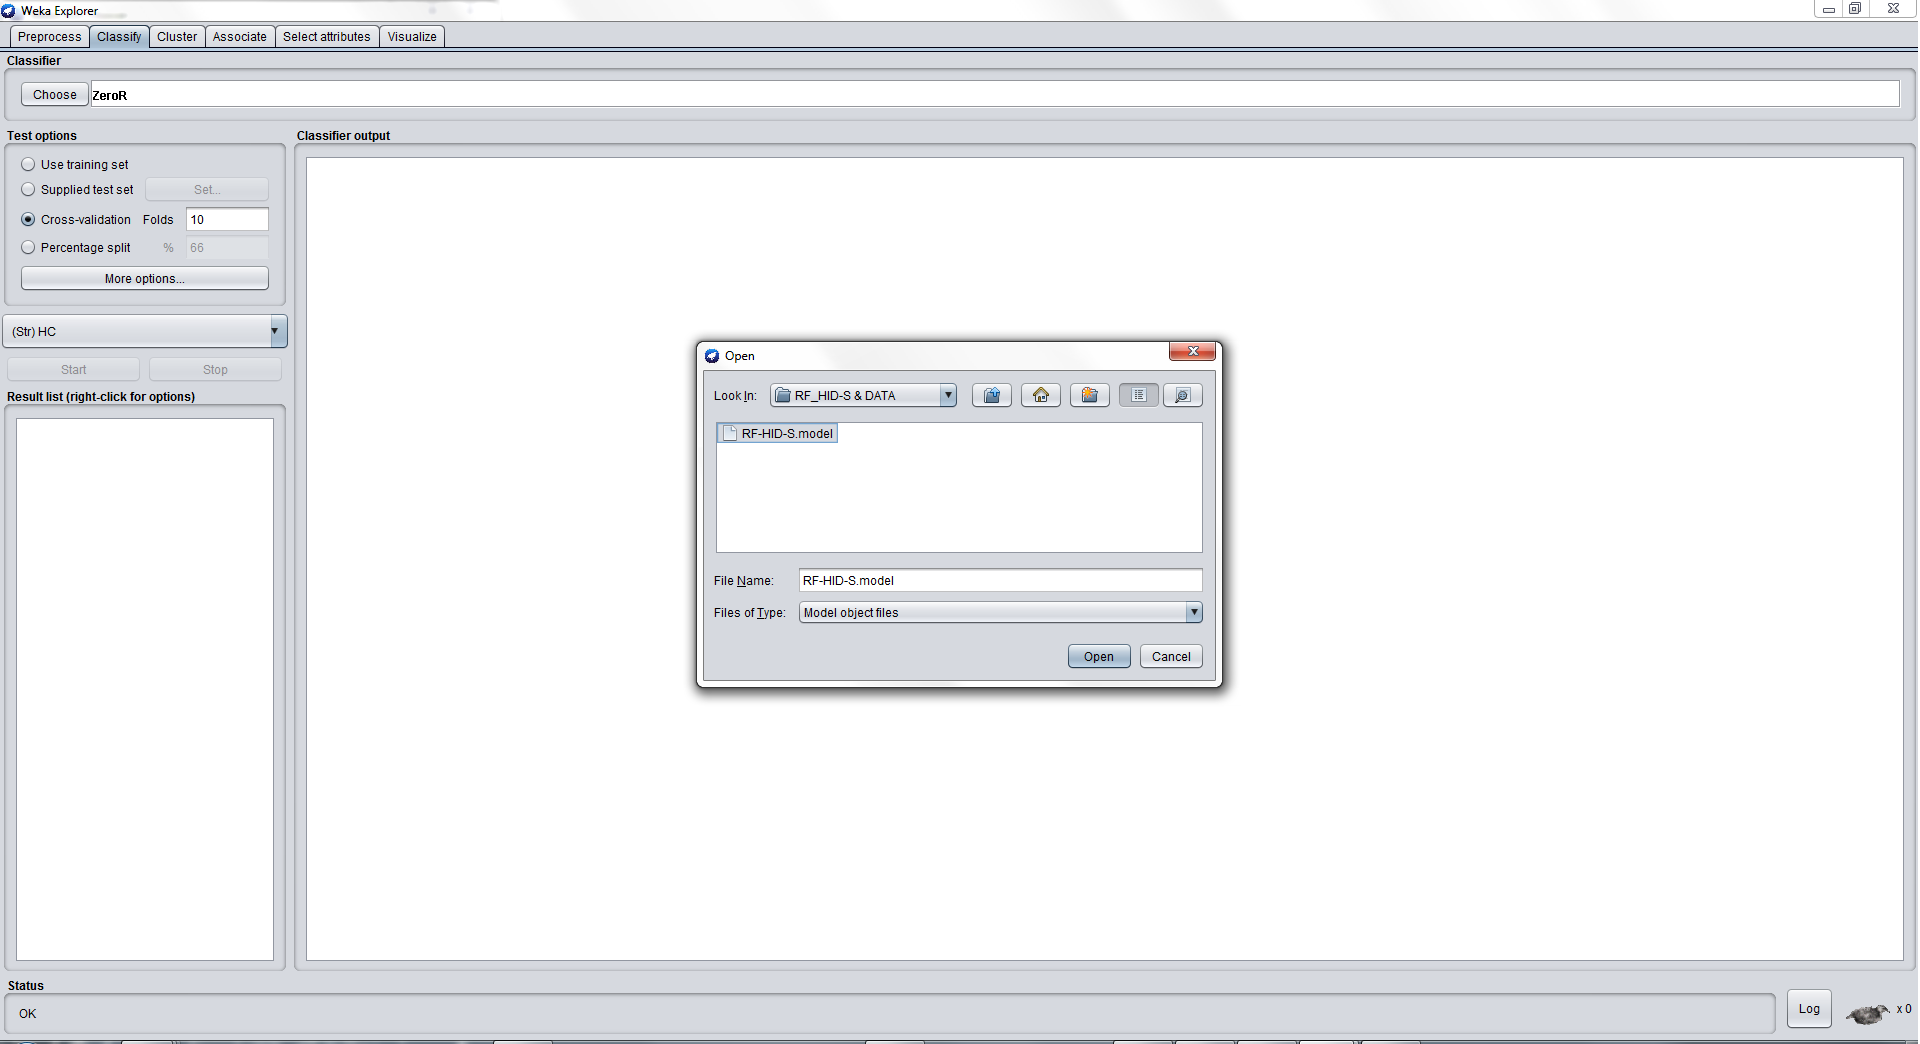 Weka Explorer
Preprocess Classify Cluster Associate Select attributes Visualize
Classifier
Choose ZeroR
Test options
Use training set
Supplied test set Set...
Cross-validation Folds 10
Percentage split % 66
More options...
(Str) HC
Start Stop
Result list (right-click for options)
Classifier output
Open
Look In: RF_HID-S & DATA
RF-HID-S.model
File Name: RF-HID-S.model
Files of Type: Model object files
Open Cancel
Status
OK
Log x 0